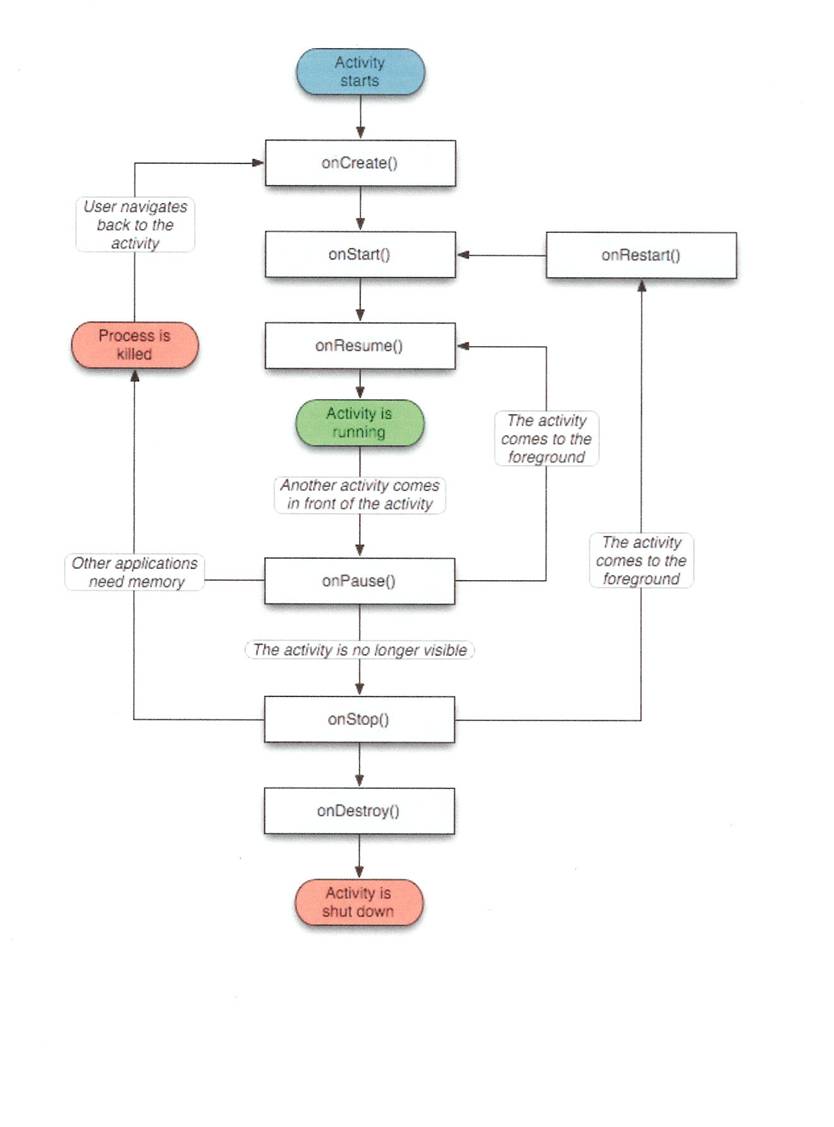 Activity
starts
onCreate()
User navigates
back to the
activity
onStart()
onRestart()
Process is
killed
onResume()
Activity is
running
The activity
comes to the
foreground
Another activity comes
in front of the activity
The activity
comes to the
foreground
Other applications
need memory
onPause()
The activity is no longer visible
onStop()
onDestroy()
Activity is
shut down